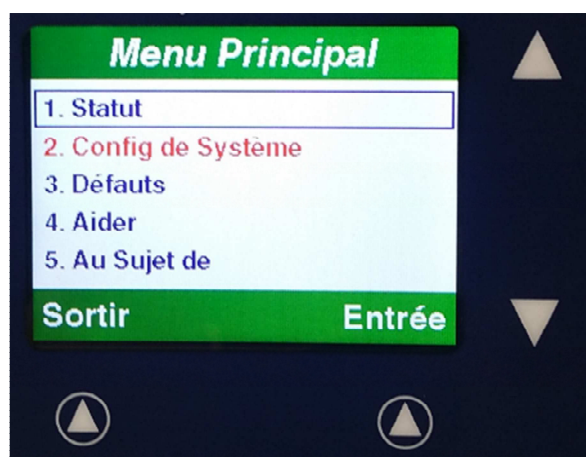 Menu Principal
1. Statut
2. Config de Système
3. Défauts
4. Aider
5. Au Sujet de
Sortir Entrée